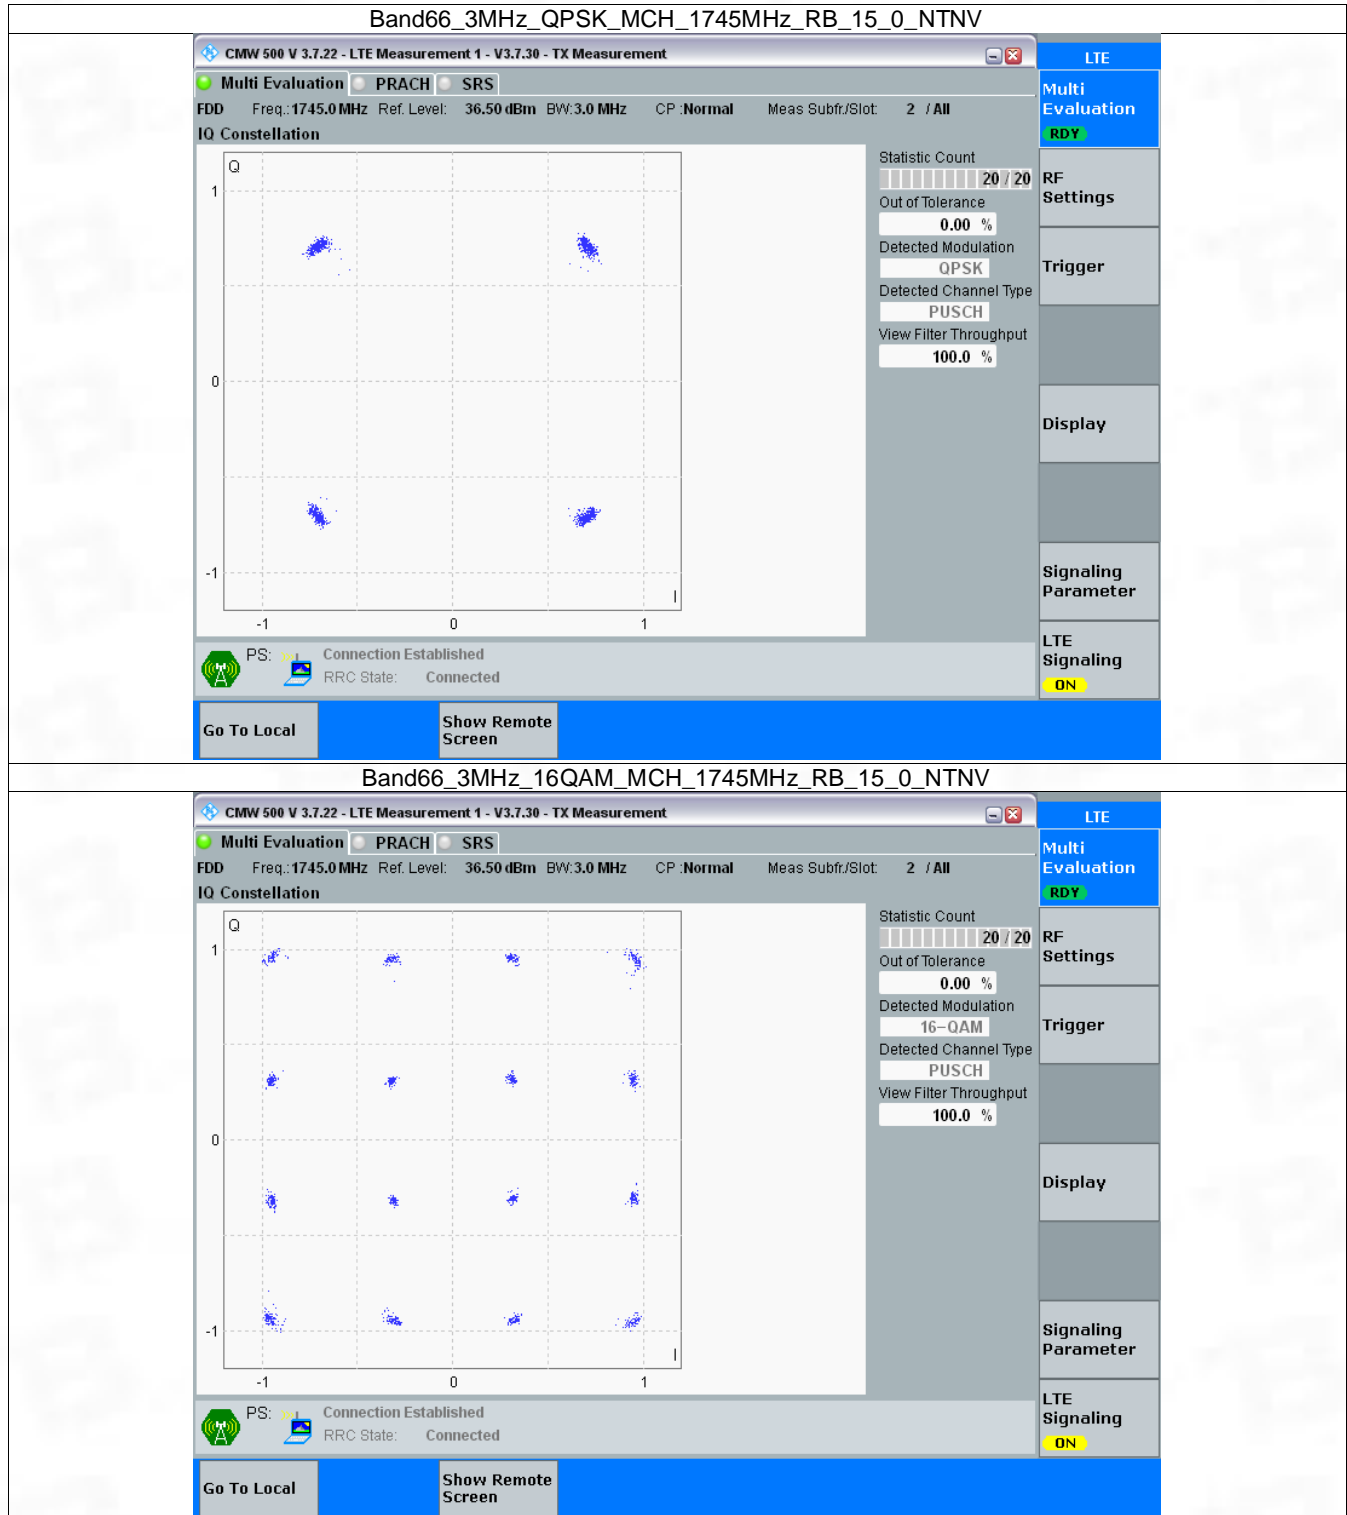 Band66_3MHz_QPSK_MCH_1745MHz_RB_15_0_NTNV
CMW 500 V 3.7.22 - LTE Measurement 1 - V3.7.30 - TX Measurement
LTE
Multi Evaluation PRACH SRS
FDD Freq.:1745.0 MHz Ref. Level: 36.50 dBm BW:3.0 MHz CP :Normal Meas Subfr./Slot: 2 / All
IQ Constellation
Multi
Evaluation
RDY
Q
1
0
-1
I
-1 0 1
Statistic Count
20 / 20
Out of Tolerance
0.00 %
Detected Modulation
QPSK
Detected Channel Type
PUSCH
View Filter Throughput
100.0 %
RF
Settings
Trigger
Display
Signaling
Parameter
LTE
Signaling
ON
PS: Connection Established
RRC State: Connected
Go To Local
Show Remote
Screen
Band66_3MHz_16QAM_MCH_1745MHz_RB_15_0_NTNV
CMW 500 V 3.7.22 - LTE Measurement 1 - V3.7.30 - TX Measurement
LTE
Multi Evaluation PRACH SRS
FDD Freq.:1745.0 MHz Ref. Level: 36.50 dBm BW:3.0 MHz CP :Normal Meas Subfr./Slot: 2 / All
IQ Constellation
Multi
Evaluation
RDY
Q
1
0
-1
I
-1 0 1
Statistic Count
20 / 20
Out of Tolerance
0.00 %
Detected Modulation
16-QAM
Detected Channel Type
PUSCH
View Filter Throughput
100.0 %
RF
Settings
Trigger
Display
Signaling
Parameter
LTE
Signaling
ON
PS: Connection Established
RRC State: Connected
Go To Local
Show Remote
Screen